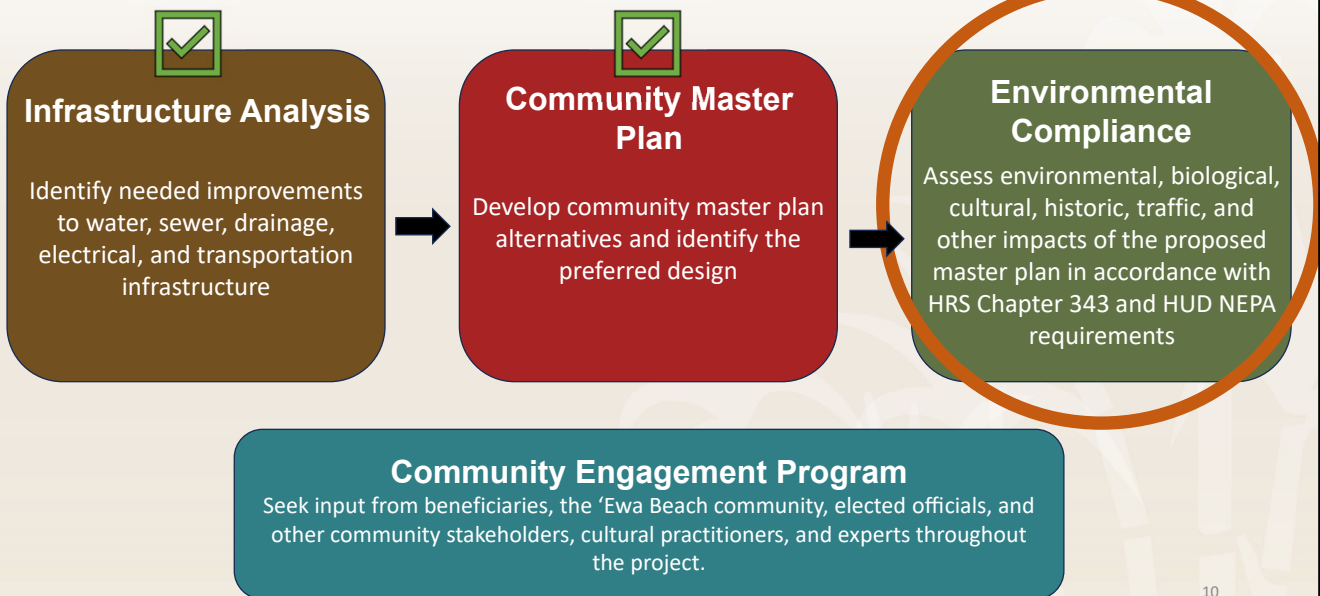 Infrastructure Analysis
Identify needed improvements
to water, sewer, drainage,
electrical, and transportation
infrastructure
Community Master
Plan
Develop community master plan
alternatives and identify the
preferred design
Environmental
Compliance
Assess environmental, biological,
cultural, historic, traffic, and
other impacts of the proposed
master plan in accordance with
HRS Chapter 343 and HUD NEPA
requirements
Community Engagement Program
Seek input from beneficiaries, the ‘Ewa Beach community, elected officials, and
other community stakeholders, cultural practitioners, and experts throughout
the project.
10